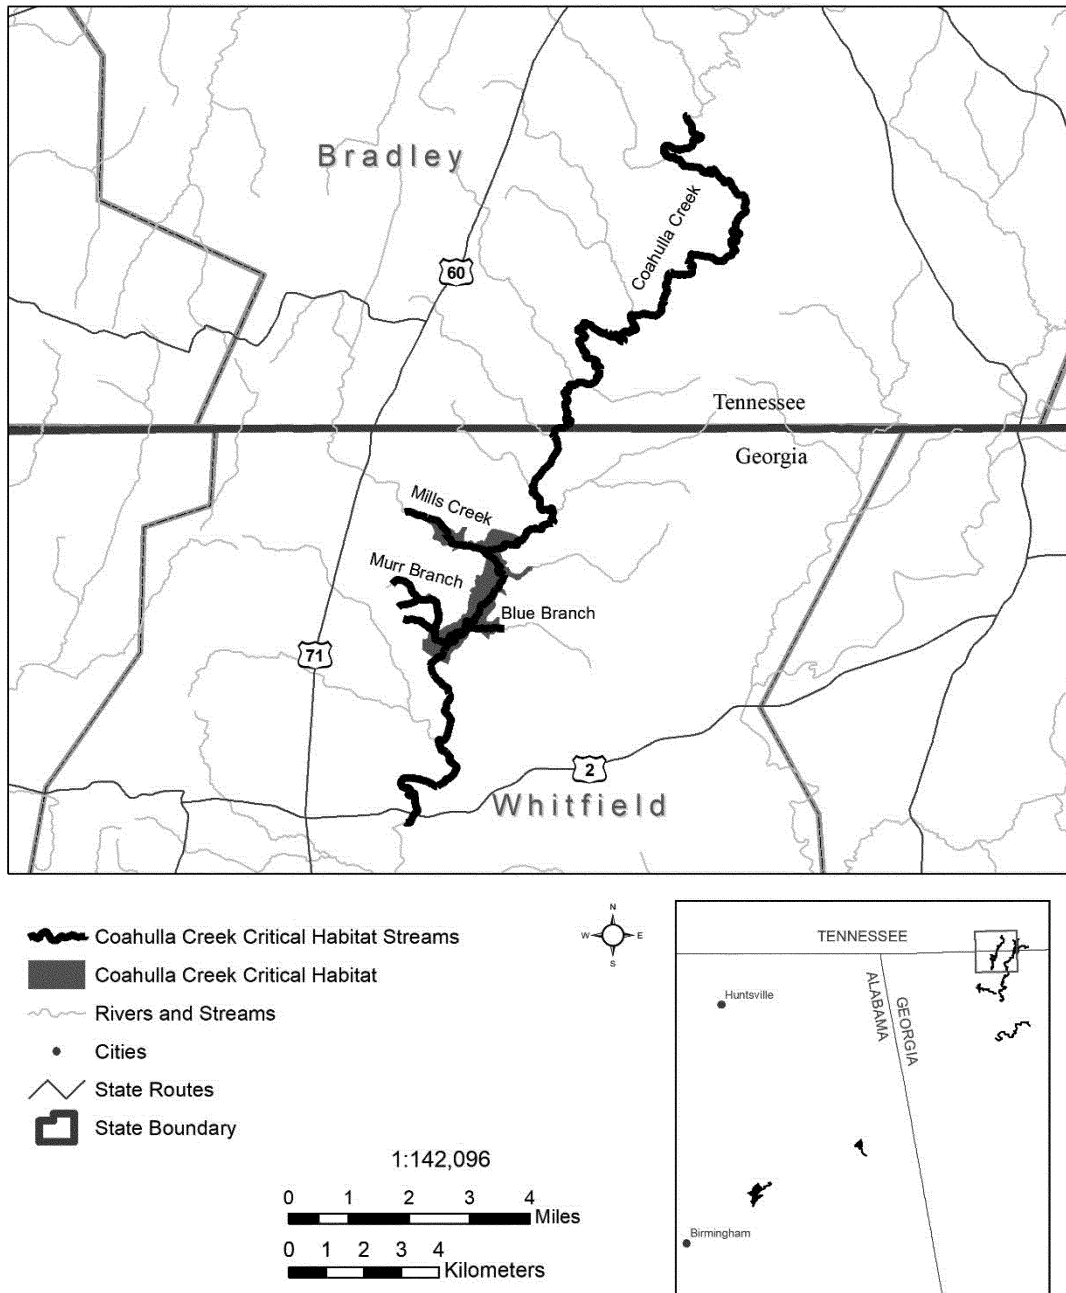 Bradley
Coahulla Creek
60
Tennessee
Georgia
Mills Creek
Murr Branch
Blue Branch
71
2
Whitfield
Coahulla Creek Critical Habitat Streams
Coahulla Creek Critical Habitat
Rivers and Streams
Cities
State Routes
State Boundary
N
W E
S
1:142,096
0 1 2 3 4
Miles
0 1 2 3 4
Kilometers
TENNESSEE
Huntsville
ALABAMA
GEORGIA
Birmingham